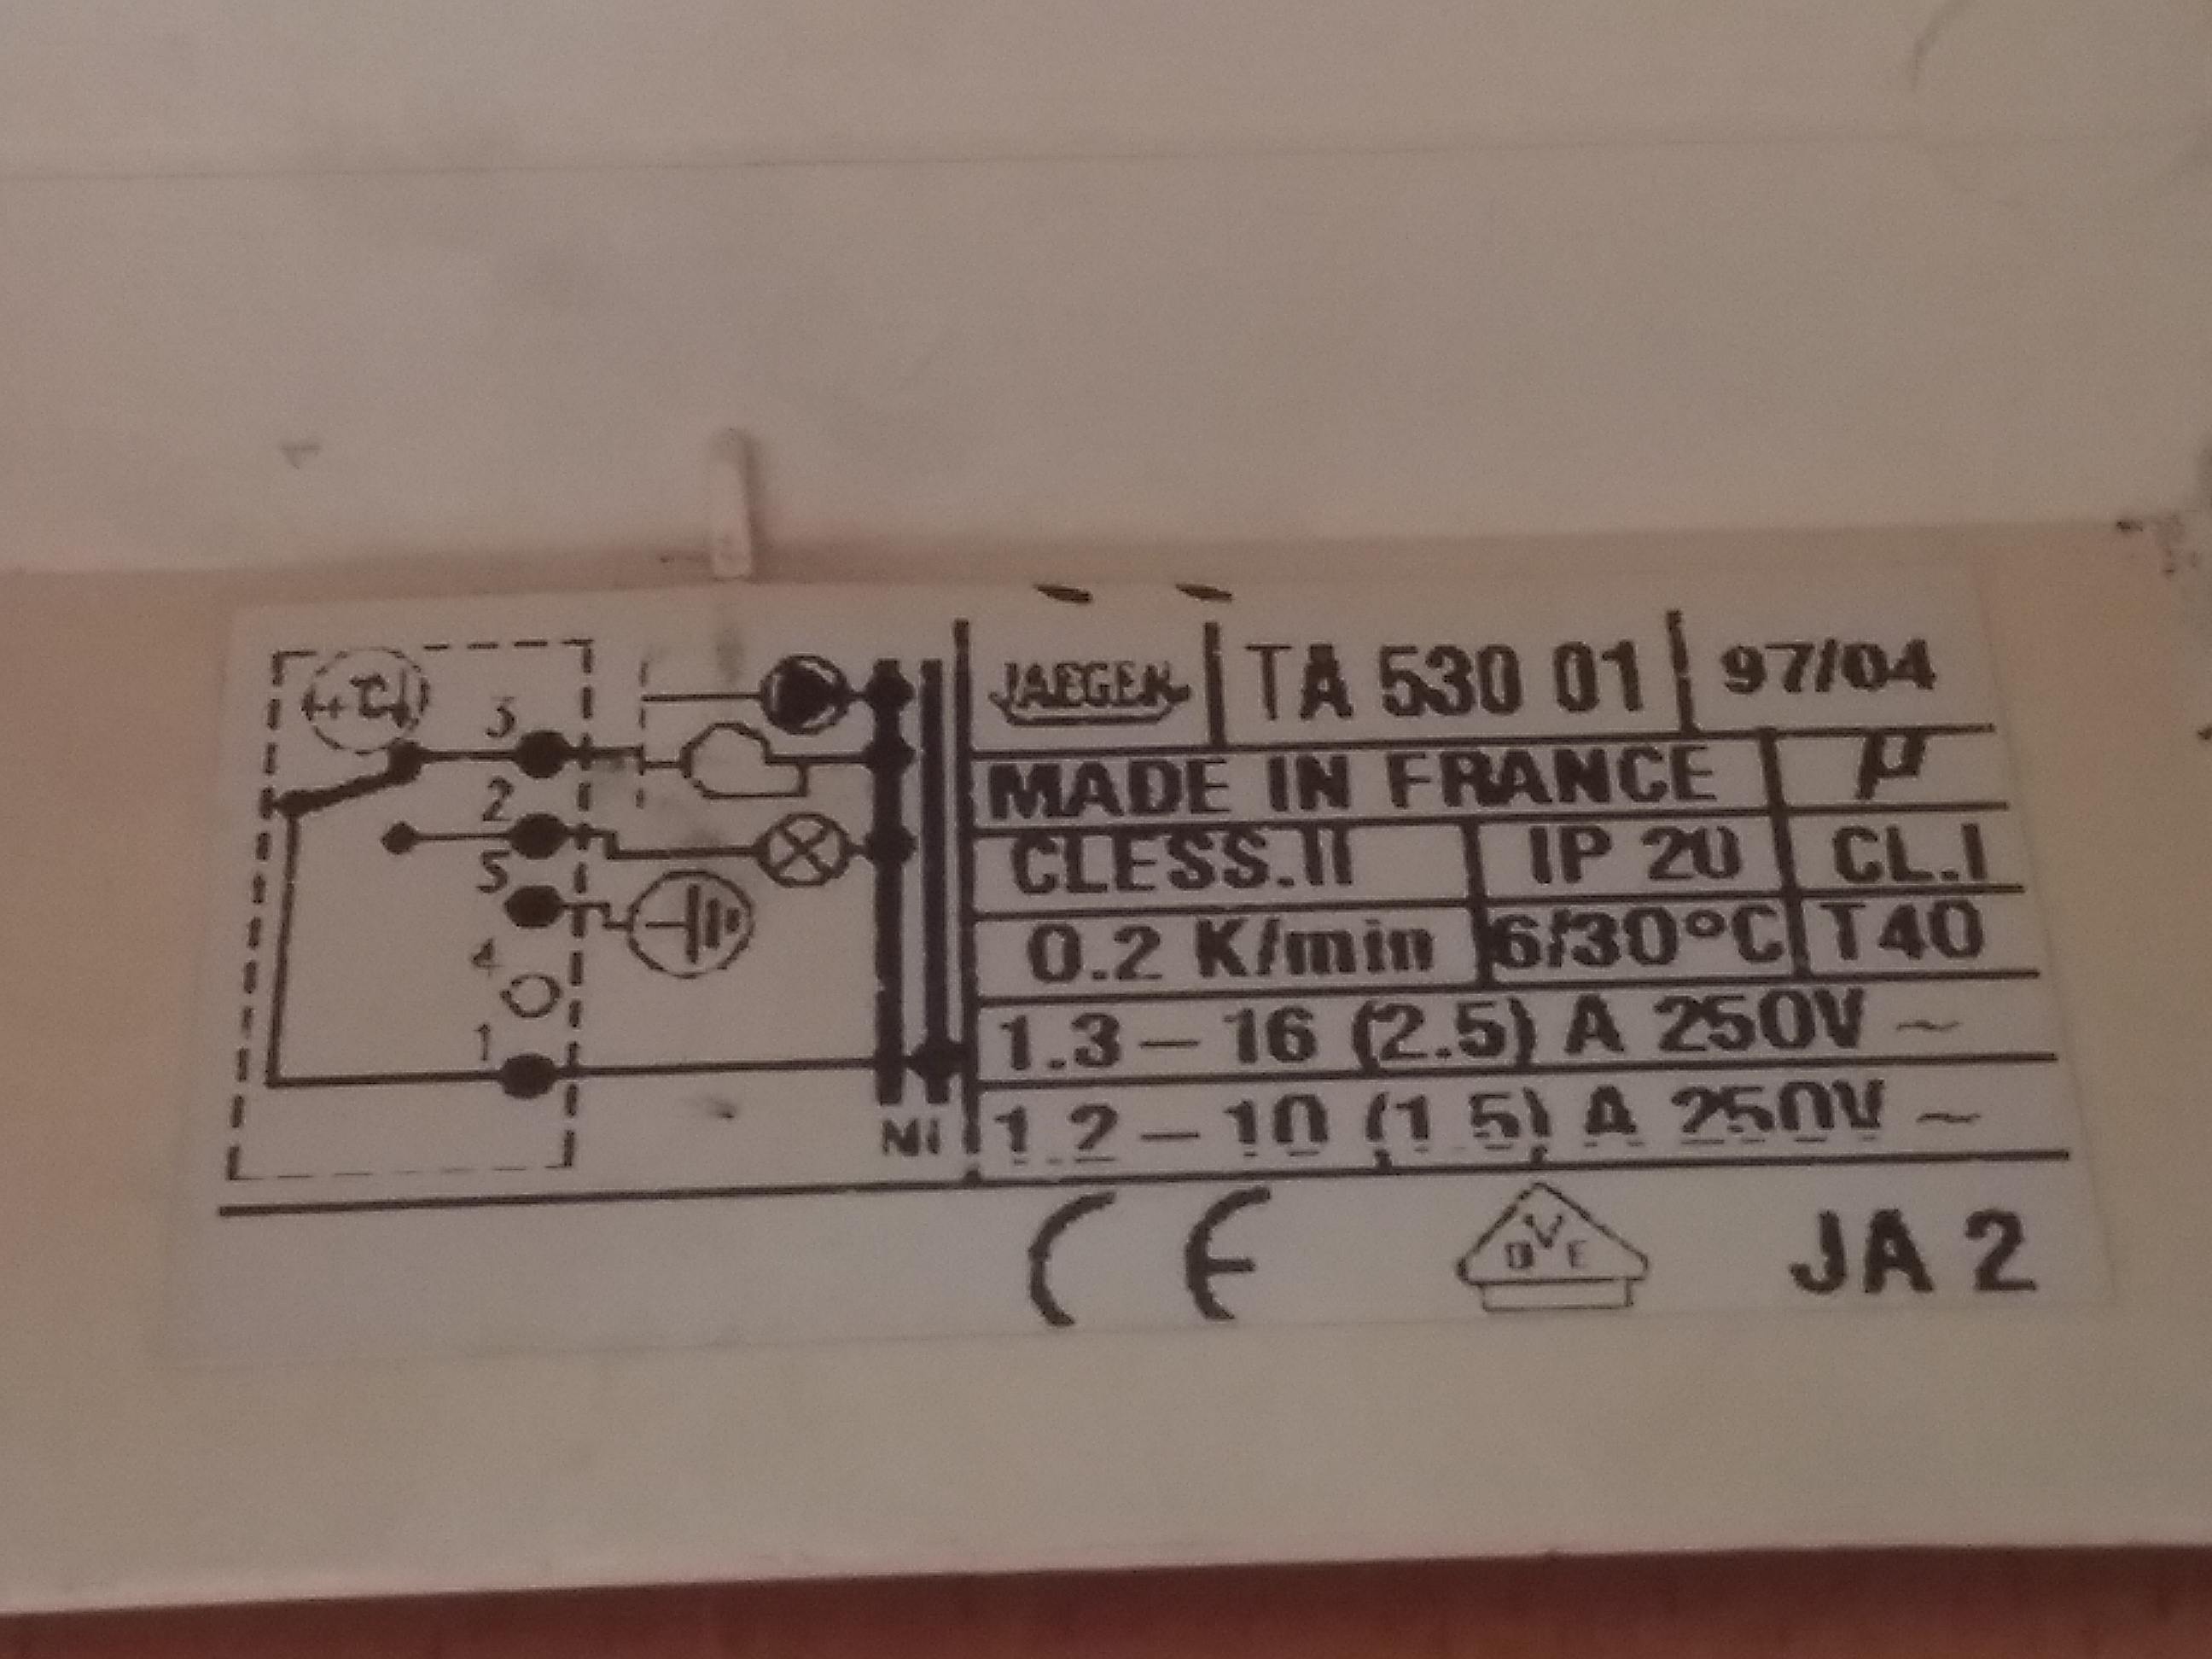 3
2
5
4
1
JAEGER TA 530 01 97/04
MADE IN FRANCE µ
CLESS.II IP 20 CL.I
0.2 K/min 6/30°C T40
1.3 – 16 (2.5) A 250V ~
1.2 – 10 (1.5) A 250V ~
CE DVE JA 2